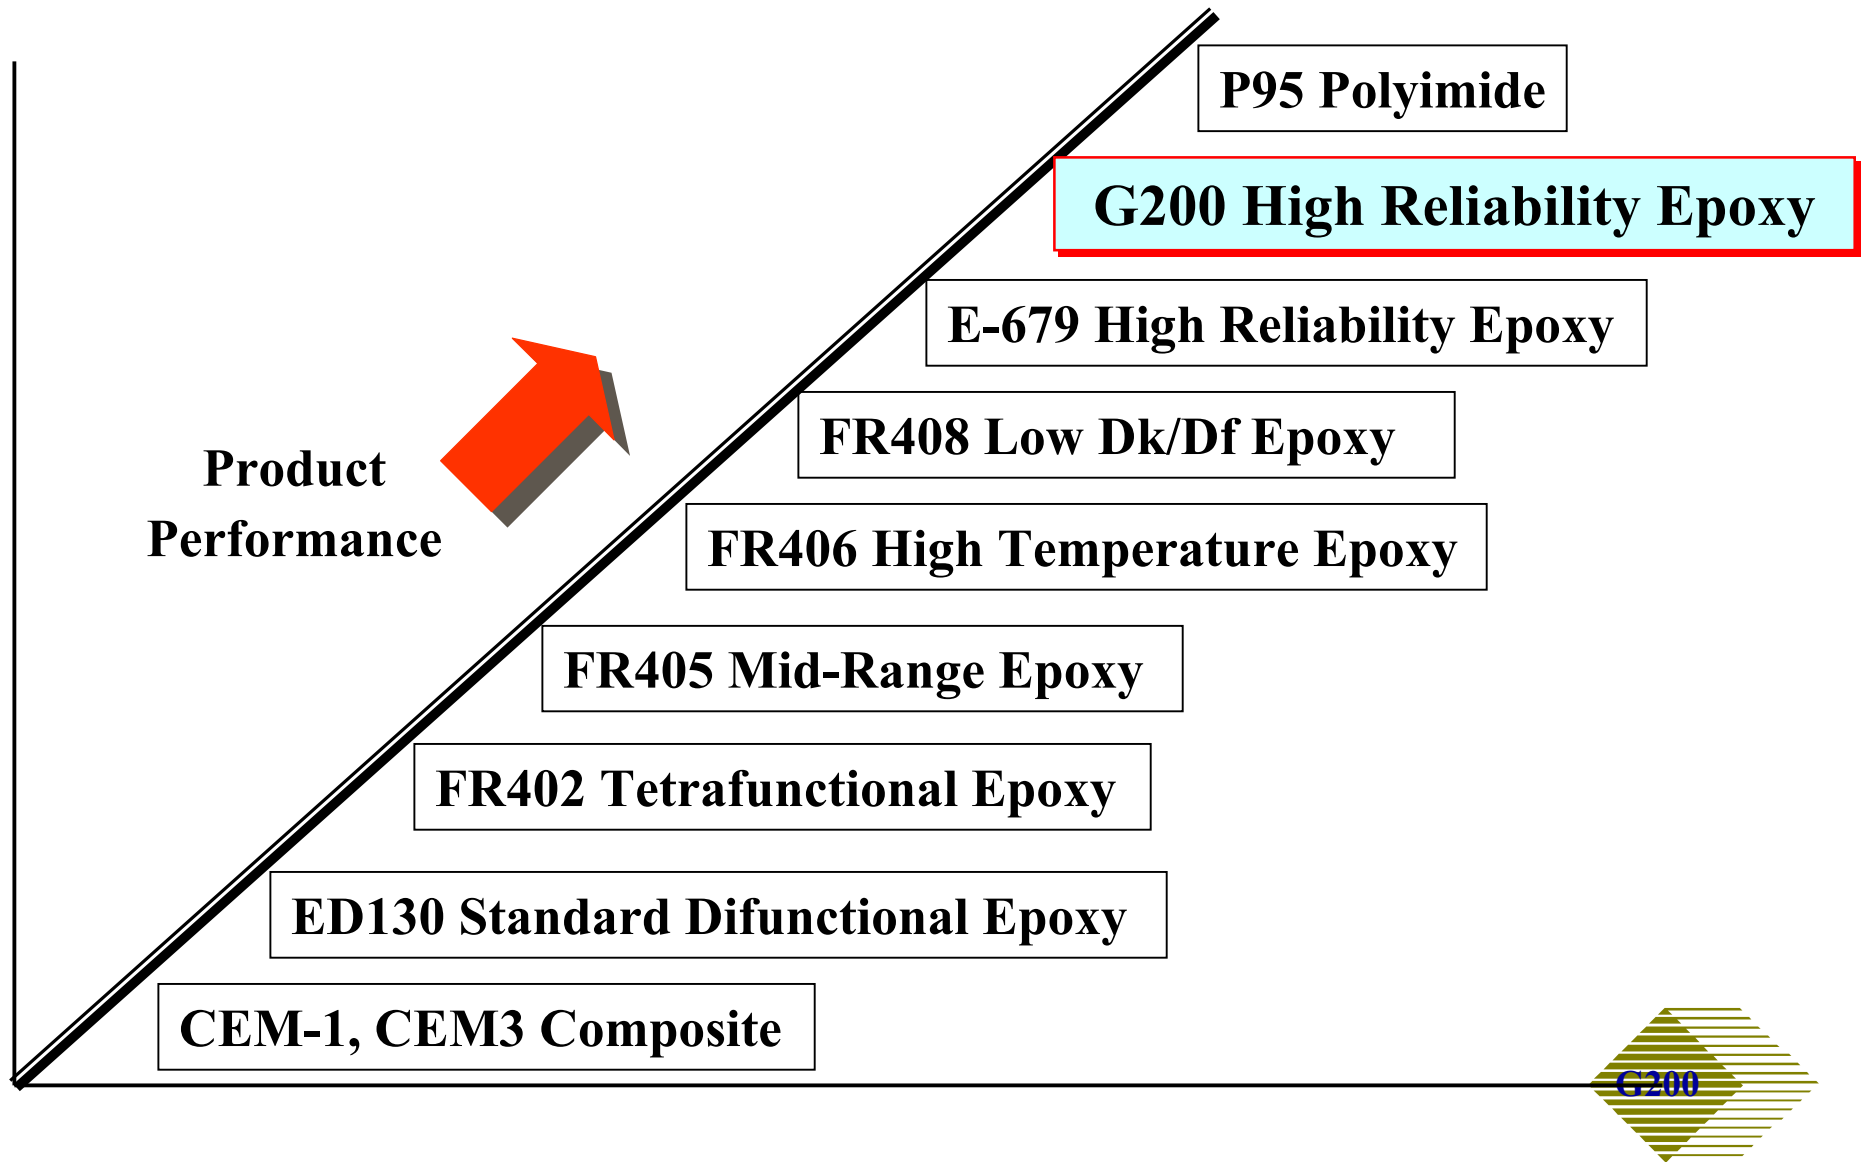 P95 Polyimide
G200 High Reliability Epoxy
E-679 High Reliability Epoxy
FR408 Low Dk/Df Epoxy
Product
Performance
FR406 High Temperature Epoxy
FR405 Mid-Range Epoxy
FR402 Tetrafunctional Epoxy
ED130 Standard Difunctional Epoxy
CEM-1, CEM3 Composite
G200